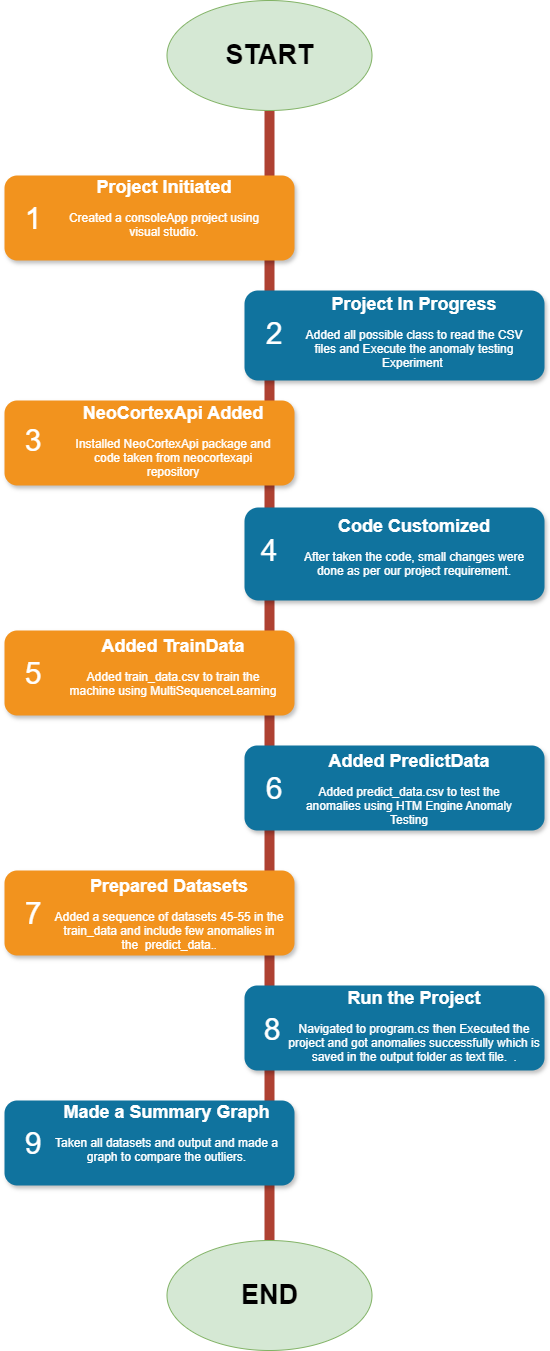 START
Project Initiated
1
Created a consoleApp project using
visual studio.
Project In Progress
2
Added all possible class to read the CSV
files and Execute the anomaly testing
Experiment
NeoCortexApi Added
3
Installed NeoCortexApi package and
code taken from neocortexapi
repository
Code Customized
4
After taken the code, small changes were
done as per our project requirement.
Added TrainData
5
Added train_data.csv to train the
machine using MultiSequenceLearning
Added PredictData
6
Added predict_data.csv to test the
anomalies using HTM Engine Anomaly
Testing
Prepared Datasets
7
Added a sequence of datasets 45-55 in the
train_data and include few anomalies in
the  predict_data..
Run the Project
8
Navigated to program.cs then Executed the
project and got anomalies successfully which is
saved in the output folder as text file.  .
Made a Summary Graph
9
Taken all datasets and output and made a
graph to compare the outliers.
END